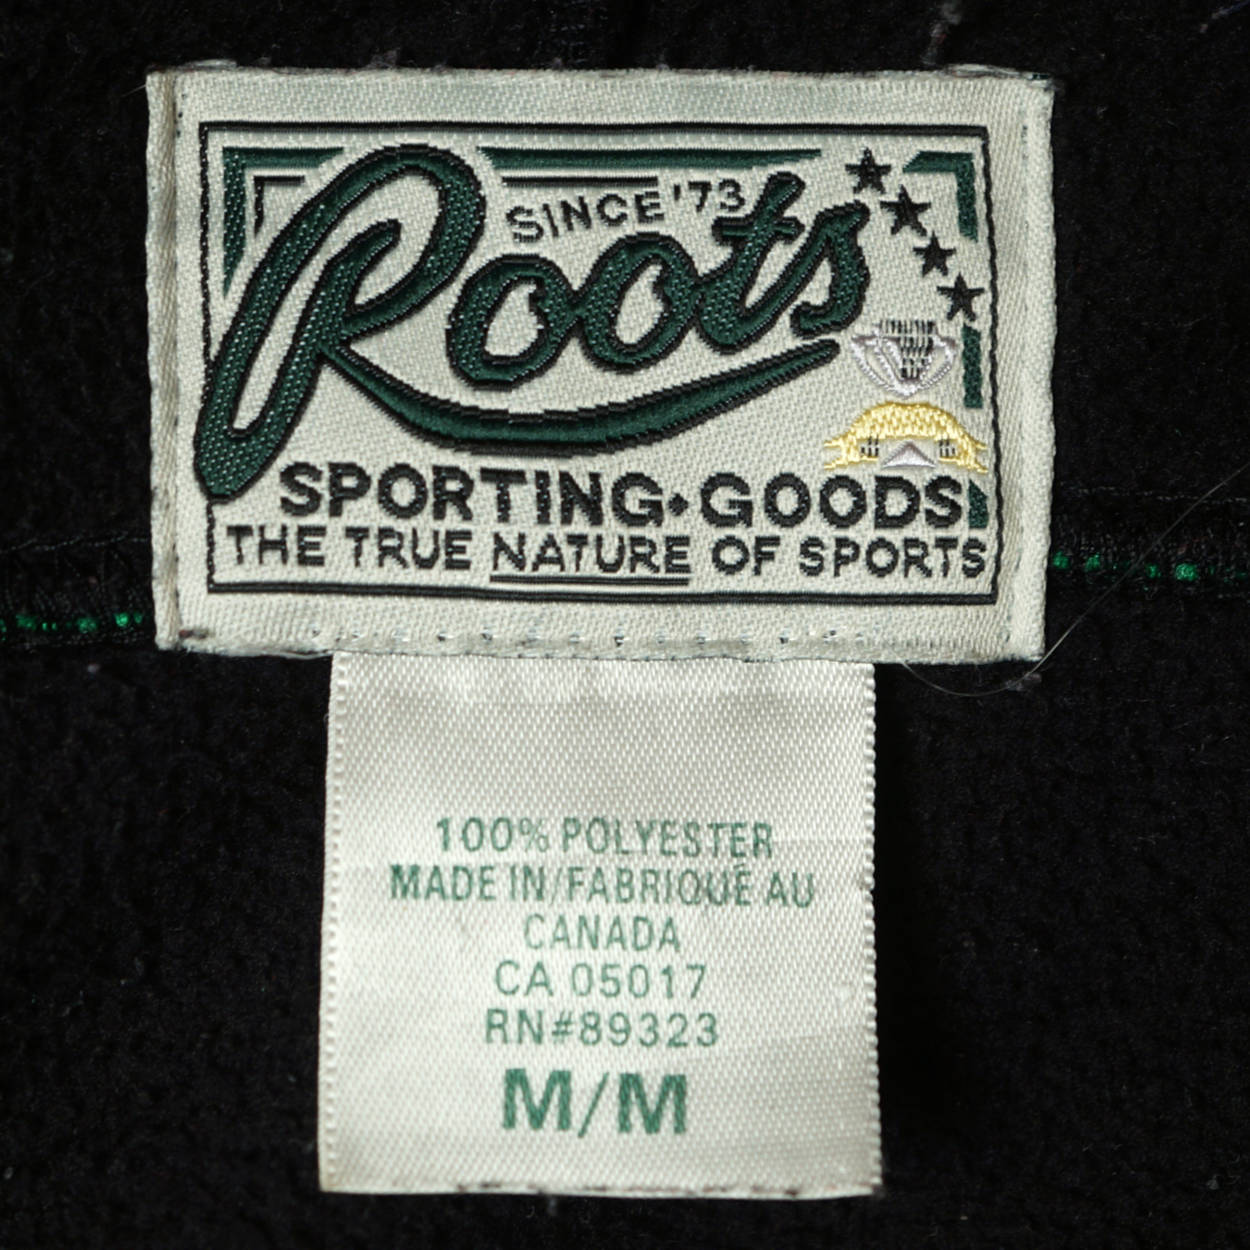 SINCE '73
Roots
SPORTING•GOODS
THE TRUE NATURE OF SPORTS
100% POLYESTER
MADE IN/FABRIQUÉ AU
CANADA
CA 05017
RN#89323
M/M